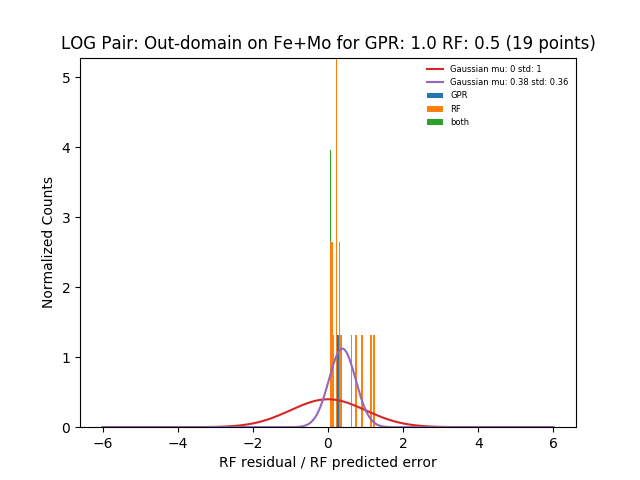 LOG Pair: Out-domain on Fe+Mo for GPR: 1.0 RF: 0.5 (19 points)
Gaussian mu: 0 std: 1
Gaussian mu: 0.38 std: 0.36
GPR
RF
both
Normalized Counts
5
4
3
2
1
0
−6 −4 −2 0 2 4 6
RF residual / RF predicted error